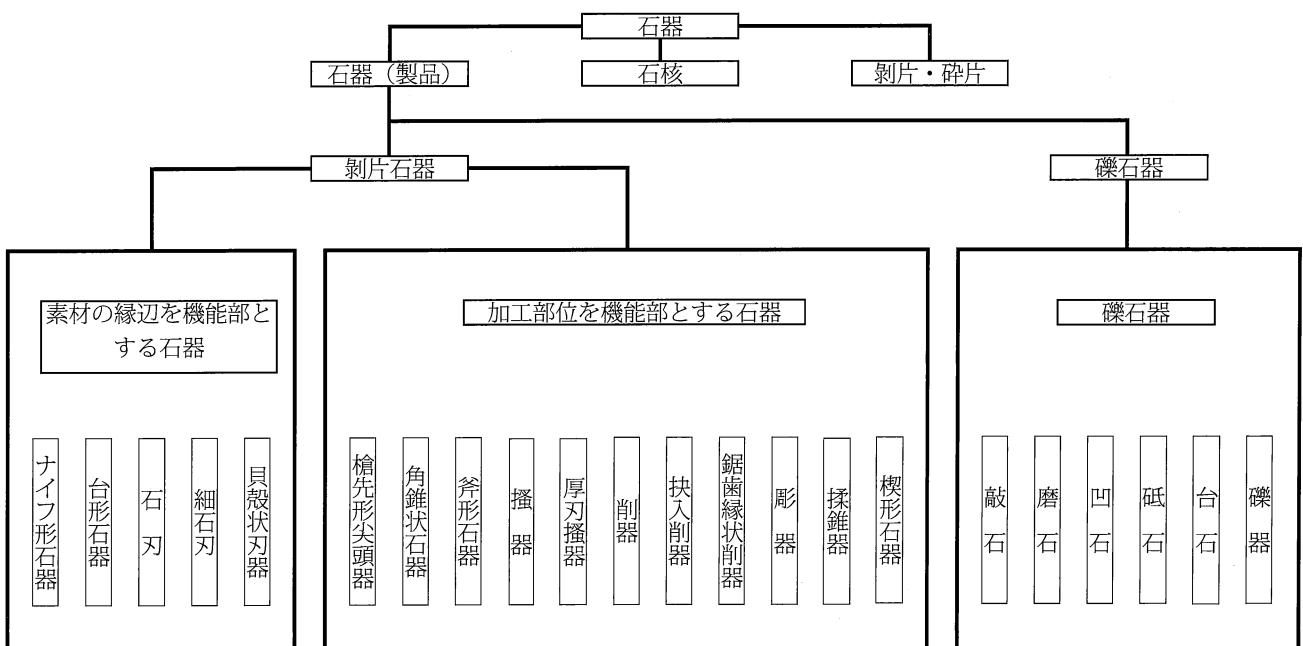 石器
石器（製品）
石核
剥片・砕片
剥片石器
礫石器
素材の縁辺を機能部と
する石器
加工部位を機能部とする石器
礫石器
ナイフ形石器
台形石器
石刃
細石刃
貝殻状刃器
槍先形尖頭器
角錐状石器
斧形石器
搔器
厚刃搔器
削器
抉入削器
鋸歯縁状削器
彫器
揉錐器
楔形石器
敲石
磨石
凹石
砥石
台石
礫器